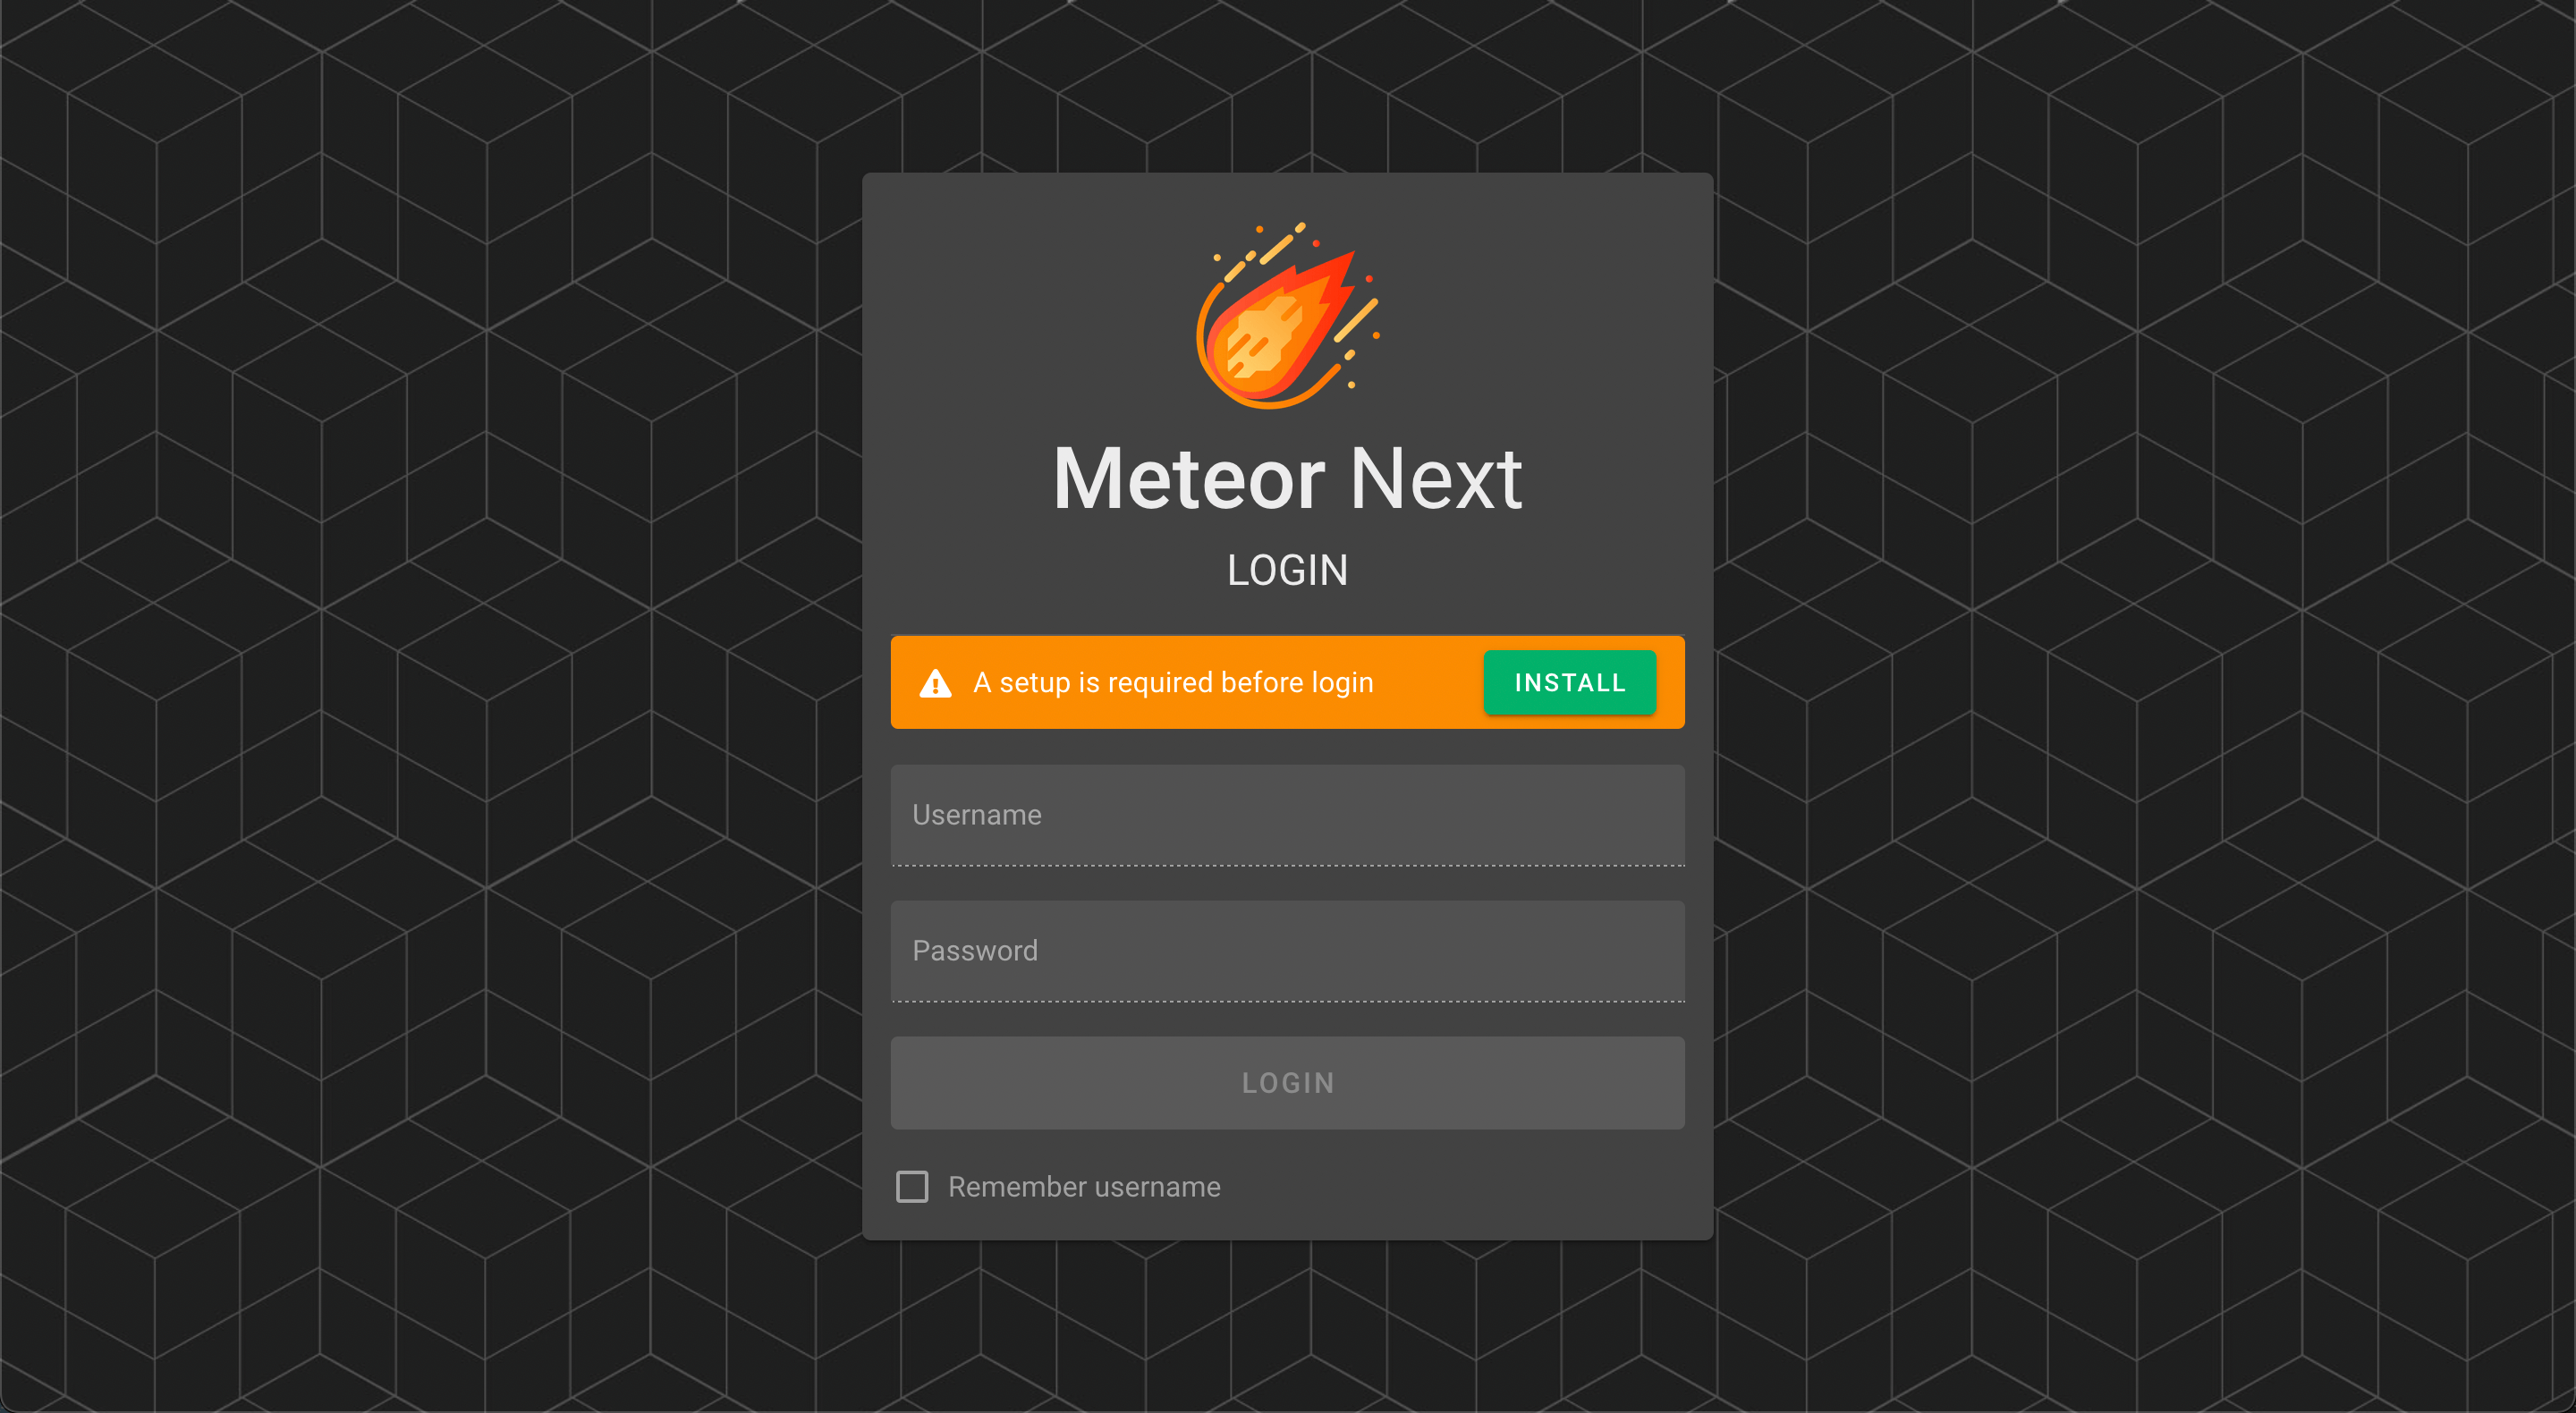 Meteor Next
LOGIN
A setup is required before login INSTALL
Username
Password
LOGIN
Remember username